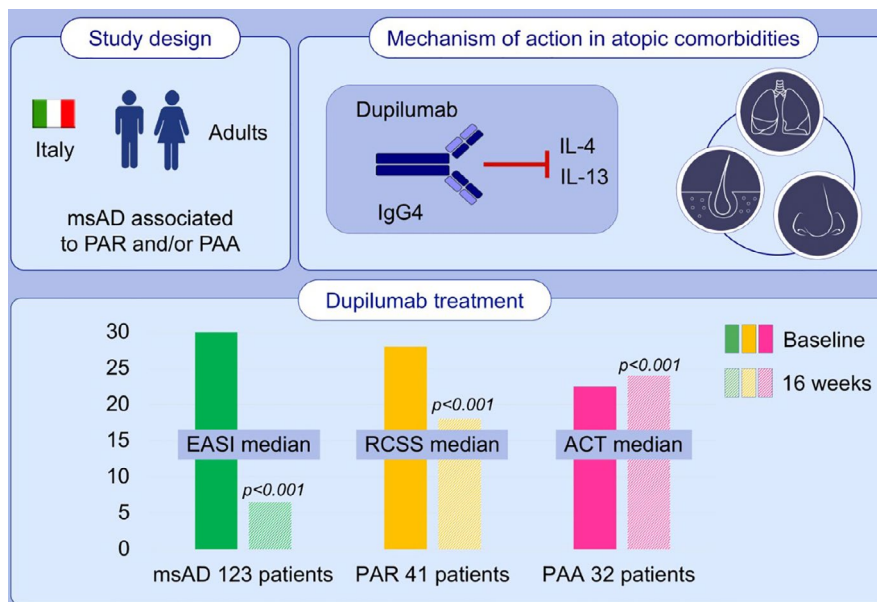 Study design
Italy
Adults
msAD associated
to PAR and/or PAA
Mechanism of action in atopic comorbidities
Dupilumab
IgG4
IL-4
IL-13
Dupilumab treatment
30
25
20
15
10
5
0
EASI median
p<0.001
msAD 123 patients
RCSS median
p<0.001
PAR 41 patients
ACT median
p<0.001
PAA 32 patients
Baseline
16 weeks